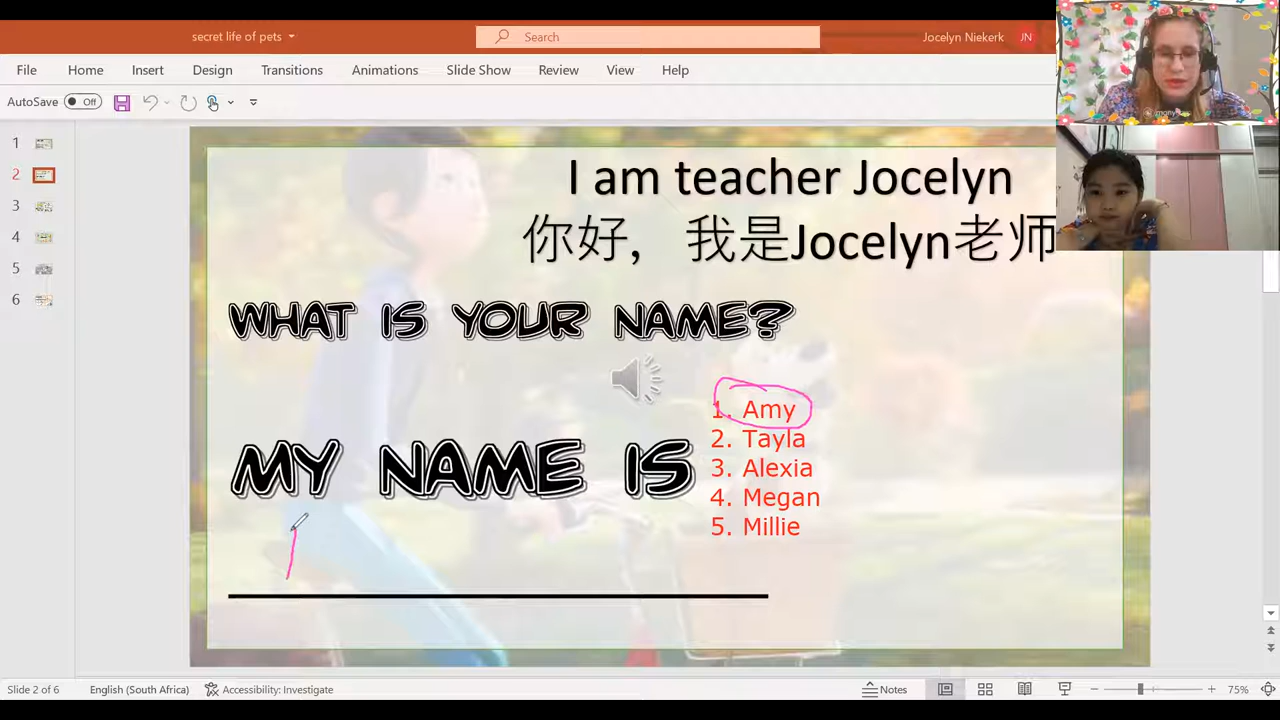 secret life of pets
Search
Jocelyn Niekerk
JN
File Home Insert Design Transitions Animations Slide Show Review View Help
AutoSave Off
1
2
3
4
5
6
I am teacher Jocelyn
你好, 我是Jocelyn老师
WHAT IS YOUR NAME?
MY NAME IS
1. Amy
2. Tayla
3. Alexia
4. Megan
5. Millie
Slide 2 of 6 English (South Africa) Accessibility: Investigate Notes 75%